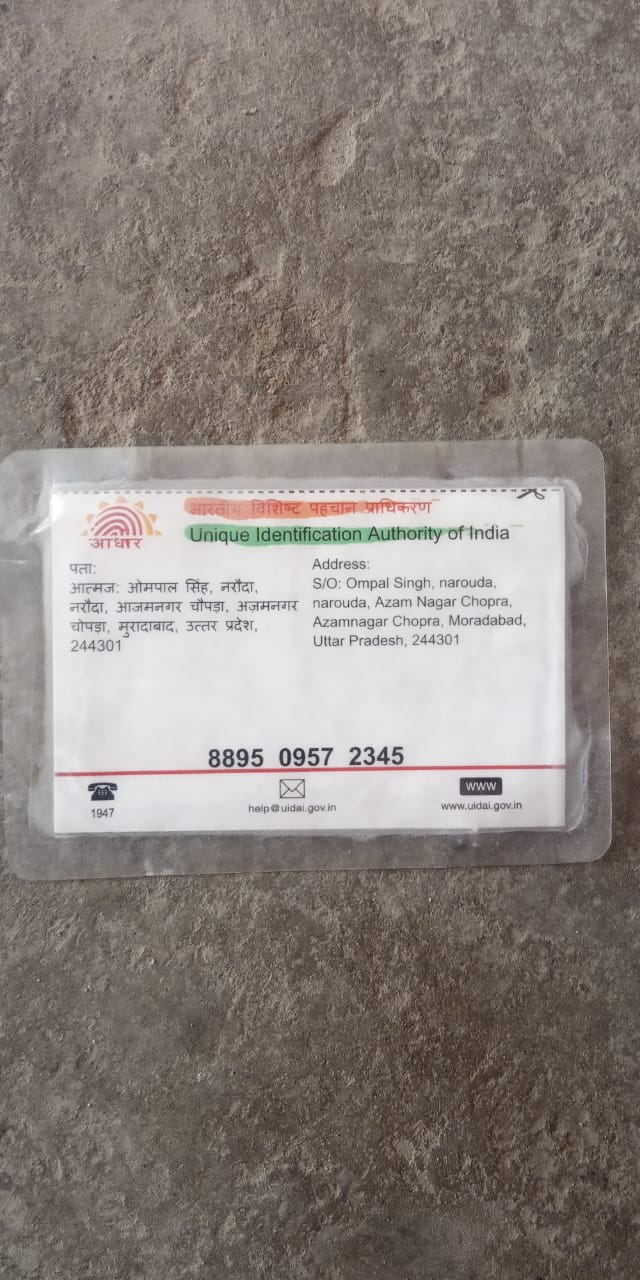 भारतीय विशिष्ट पहचान प्राधिकरण
Unique Identification Authority of India
आधार
पता:
आत्मज: ओमपाल सिंह, नरौदा,
नरौदा, आजमनगर चौपड़ा, अज़मनगर
चोपड़ा, मुरादाबाद, उत्तर प्रदेश,
244301
Address:
S/O: Ompal Singh, narouda,
narouda, Azam Nagar Chopra,
Azamnagar Chopra, Moradabad,
Uttar Pradesh, 244301
8895 0957 2345
1947
help@uidai.gov.in
WWW
www.uidai.gov.in